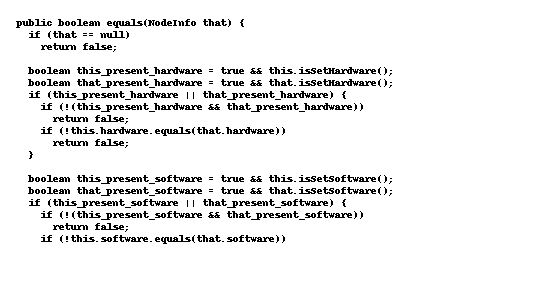 public boolean equals(NodeInfo that) {
if (that == null)
return false;
boolean this_present_hardware = true && this.isSetHardware();
boolean that_present_hardware = true && that.isSetHardware();
if (this_present_hardware || that_present_hardware) {
if (!(this_present_hardware && that_present_hardware))
return false;
if (!this.hardware.equals(that.hardware))
return false;
}
boolean this_present_software = true && this.isSetSoftware();
boolean that_present_software = true && that.isSetSoftware();
if (this_present_software || that_present_software) {
if (!(this_present_software && that_present_software))
return false;
if (!this.software.equals(that.software))